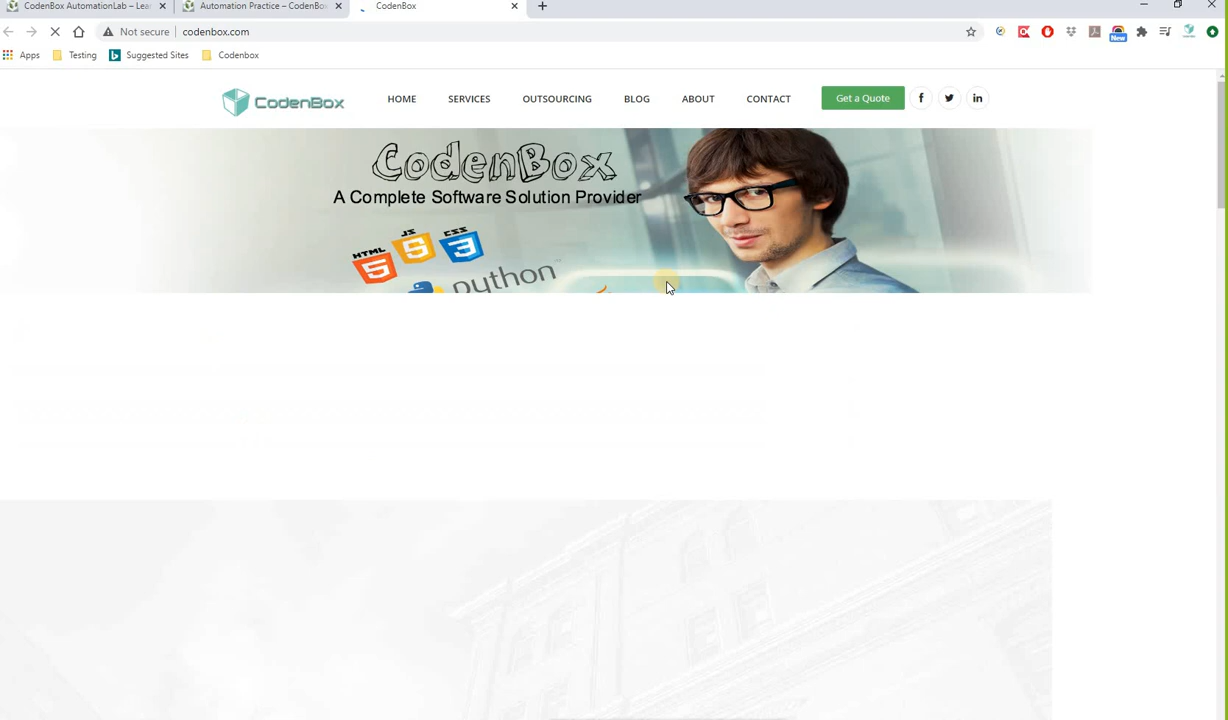 CodenBox AutomationLab – Lea
Automation Practice – CodenBo
CodenBox
Not secure
codenbox.com
New
Apps
Testing
Suggested Sites
Codenbox
CODENBOX
HOME
SERVICES
OUTSOURCING
BLOG
ABOUT
CONTACT
Get a Quote
CodenBox
A Complete Software Solution Provider
HTML
5
JS
5
CSS
3
python